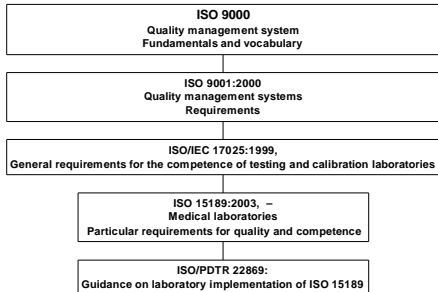 ISO 9000
Quality management system
Fundamentals and vocabulary
ISO 9001:2000
Quality management systems
Requirements
ISO/IEC 17025:1999,
General requirements for the competence of testing and calibration laboratories
ISO 15189:2003, –
Medical laboratories
Particular requirements for quality and competence
ISO/PDTR 22869:
Guidance on laboratory implementation of ISO 15189